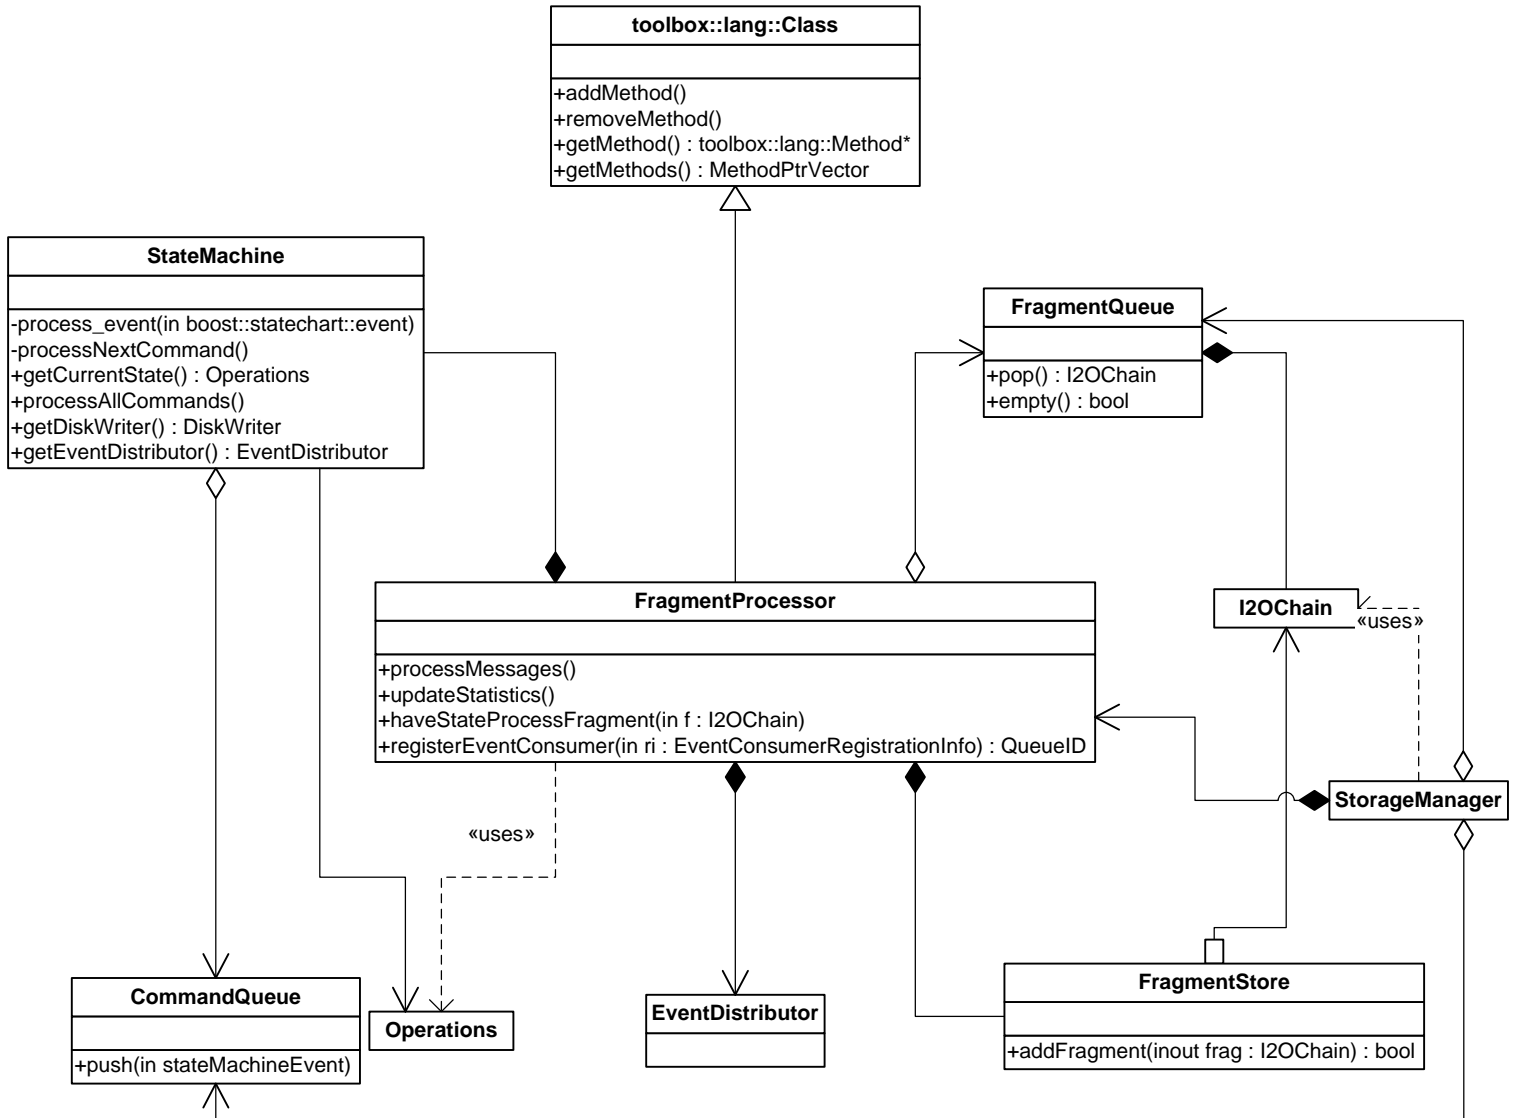 toolbox::lang::Class
+addMethod()
+removeMethod()
+getMethod() : toolbox::lang::Method*
+getMethods() : MethodPtrVector
StateMachine
-process_event(in boost::statechart::event)
-processNextCommand()
+getCurrentState() : Operations
+processAllCommands()
+getDiskWriter() : DiskWriter
+getEventDistributor() : EventDistributor
FragmentQueue
+pop() : I2OChain
+empty() : bool
FragmentProcessor
+processMessages()
+updateStatistics()
+haveStateProcessFragment(in f : I2OChain)
+registerEventConsumer(in ri : EventConsumerRegistrationInfo) : QueueID
I2OChain
«uses»
StorageManager
«uses»
CommandQueue
+push(in stateMachineEvent)
Operations
EventDistributor
FragmentStore
+addFragment(inout frag : I2OChain) : bool